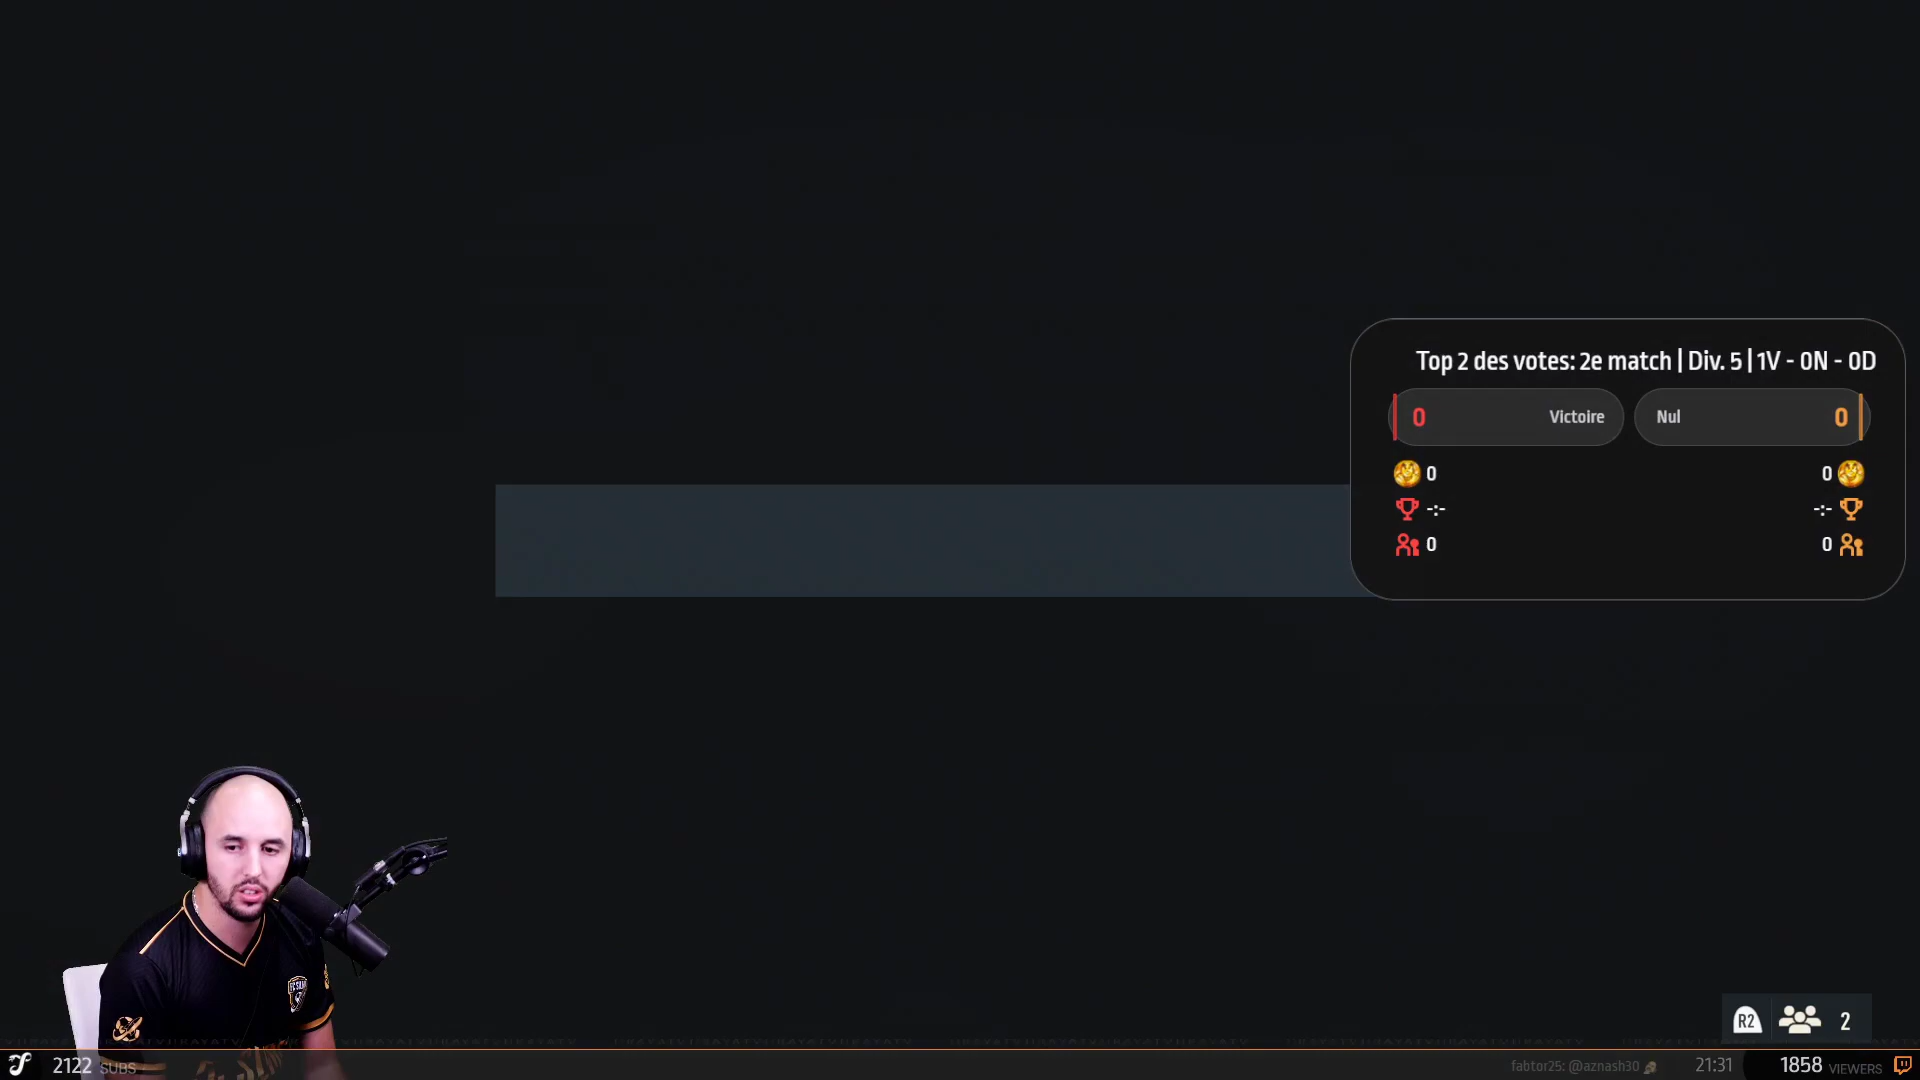 Top 2 des votes: 2e match | Div. 5 | 1V - 0N - 0D
0 Victoire Nul 0
0 0
-:- -:-
0 0
R2 2
2122 SUBS fabtor25: @aznash30 21:31 1858 VIEWERS